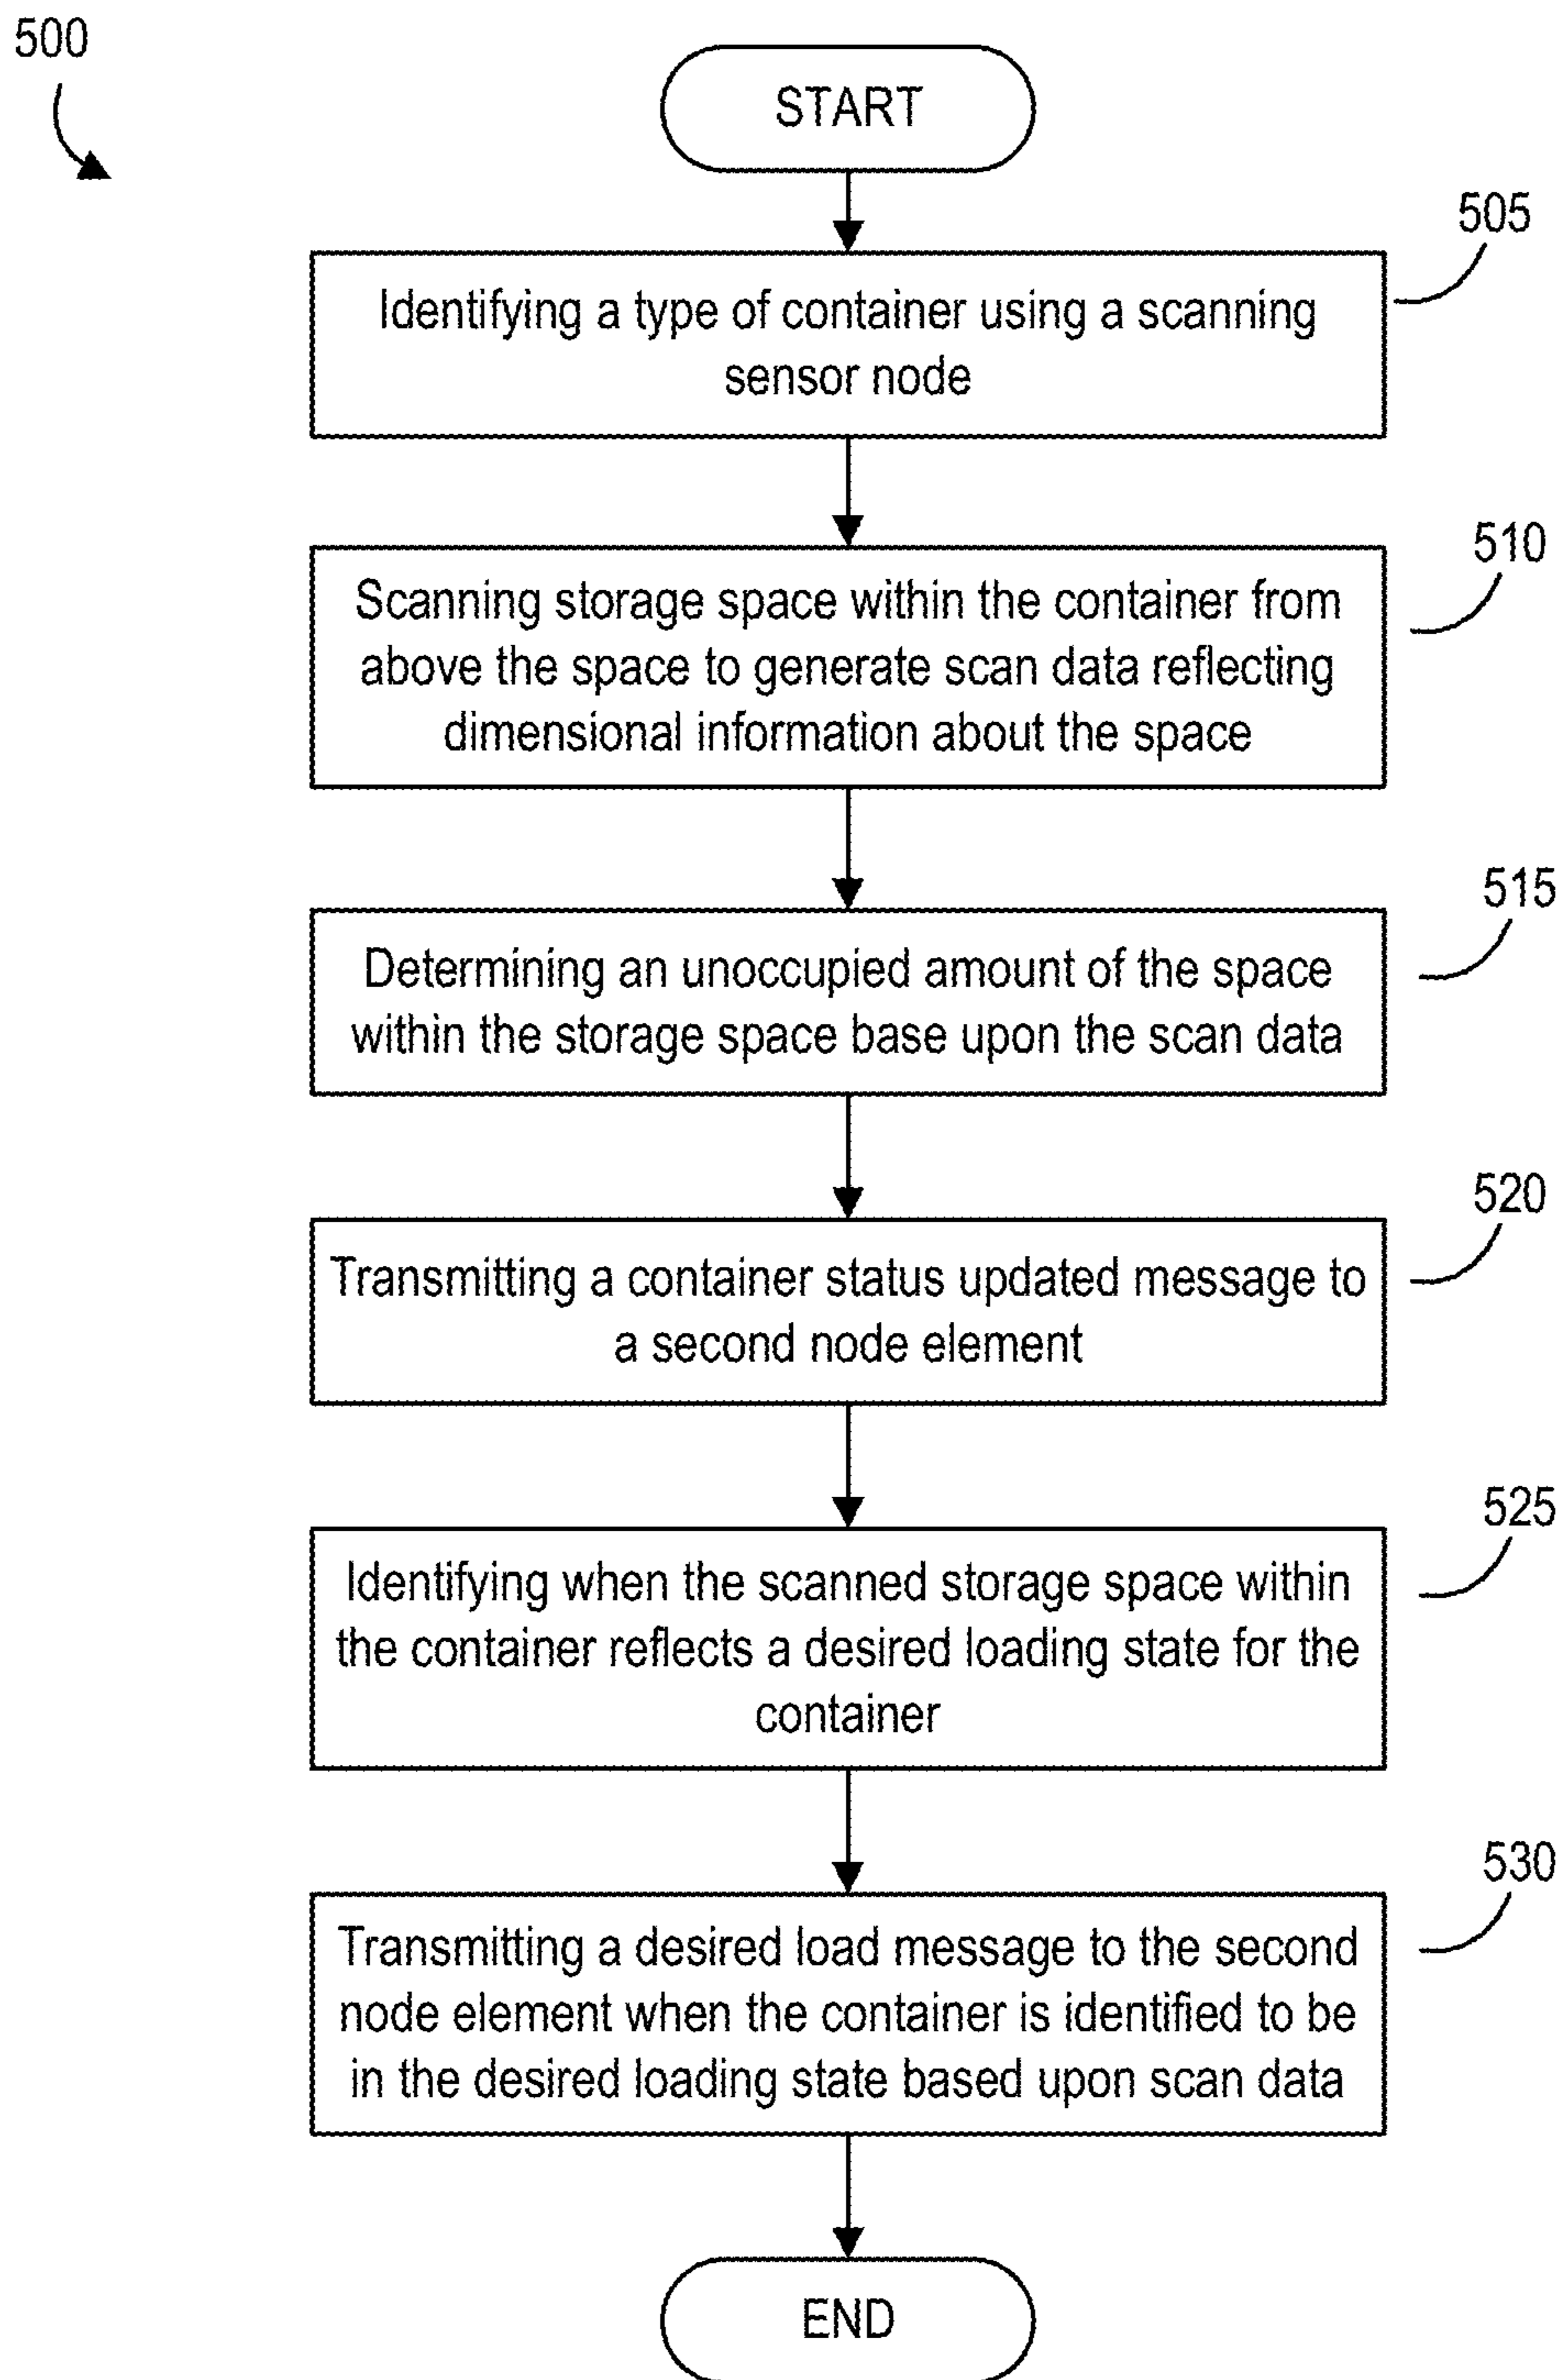 500
START
505
Identifying a type of container using a scanning
sensor node
510
Scanning storage space within the container from
above the space to generate scan data reflecting
dimensional information about the space
515
Determining an unoccupied amount of the space
within the storage space base upon the scan data
520
Transmitting a container status updated message to
a second node element
525
Identifying when the scanned storage space within
the container reflects a desired loading state for the
container
530
Transmitting a desired load message to the second
node element when the container is identified to be
in the desired loading state based upon scan data
END